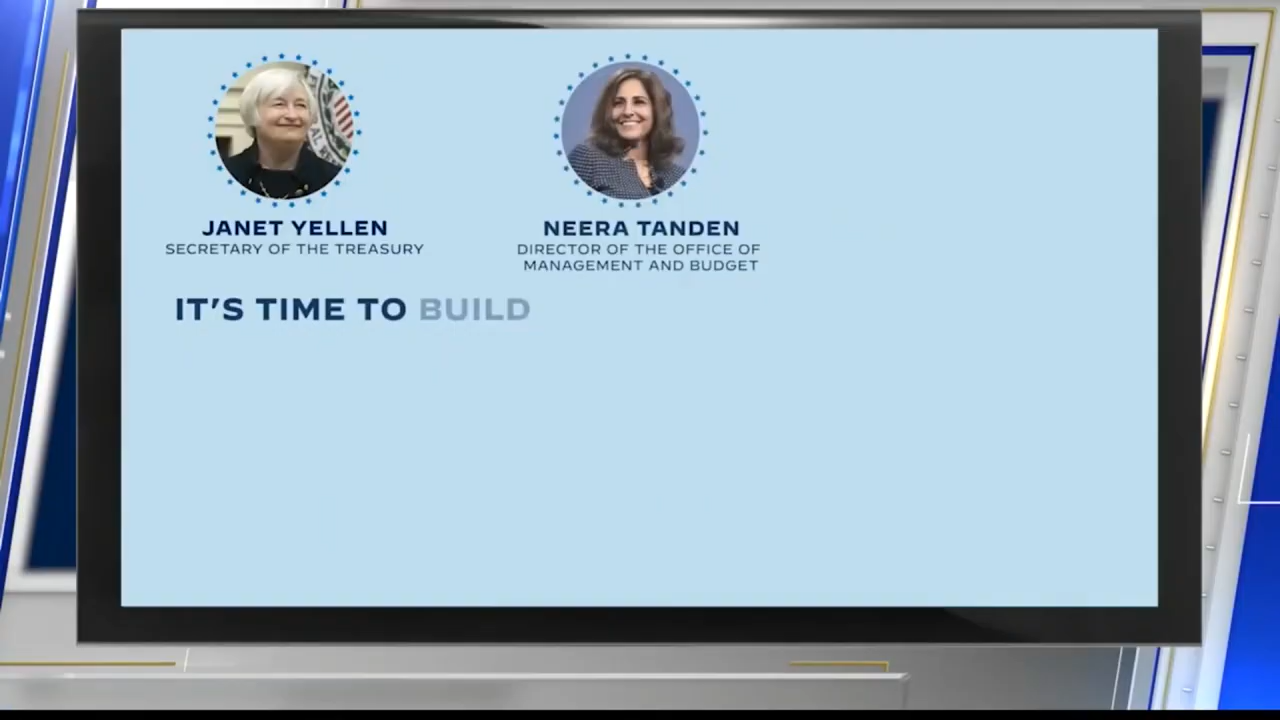 JANET YELLEN
SECRETARY OF THE TREASURY
NEERA TANDEN
DIRECTOR OF THE OFFICE OF
MANAGEMENT AND BUDGET
IT'S TIME TO BUILD